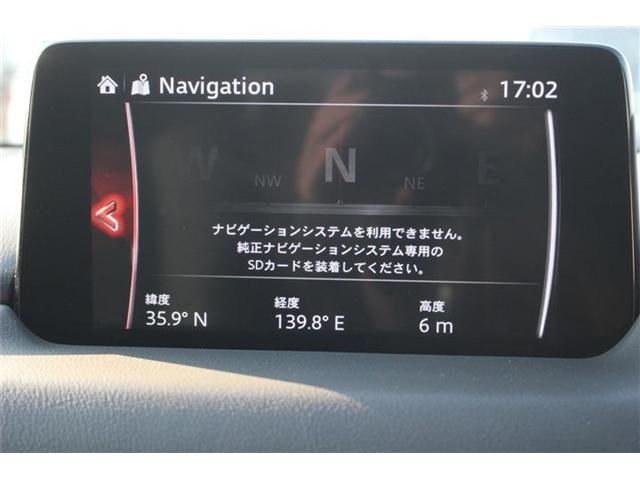 Navigation 17:02
W NW N NE E
ナビゲーションシステムを利用できません。
純正ナビゲーションシステム専用の
SDカードを装着してください。
緯度 経度 高度
35.9° N 139.8° E 6 m